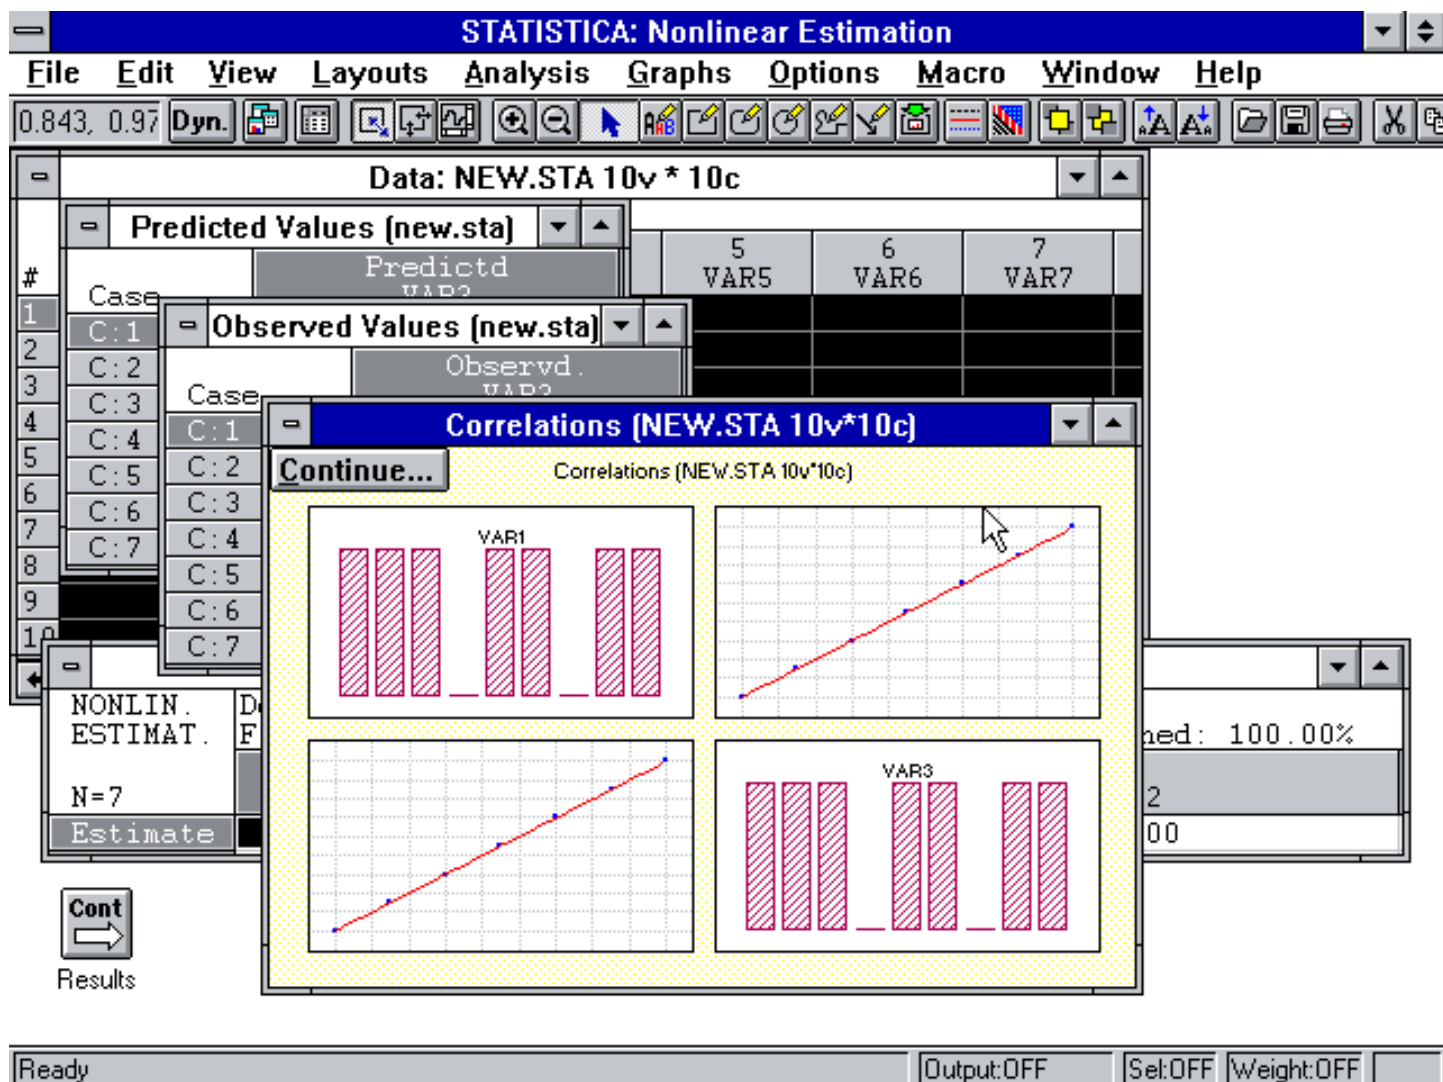 STATISTICA: Nonlinear Estimation
File Edit View Layouts Analysis Graphs Options Macro Window Help
0.843, 0.97 Dyn.
Data: NEW.STA 10v * 10c
Predicted Values (new.sta)
5 6 7
# VAR5 VAR6 VAR7
Predictd
Case
1
2
3
4
5
6
7
8
9
10
C:1
C:2
C:3
C:4
C:5
C:6
C:7
Observed Values (new.sta)
Observd.
Case
C:1
C:2
C:3
C:4
C:5
C:6
C:7
Correlations (NEW.STA 10v*10c)
Continue...
Correlations (NEW.STA 10v*10c)
VAR1
VAR3
NONLIN.
ESTIMAT. F ned: 100.00%
N=7 2
Estimate 00
Cont
Results
Ready Output:OFF Sel:OFF Weight:OFF